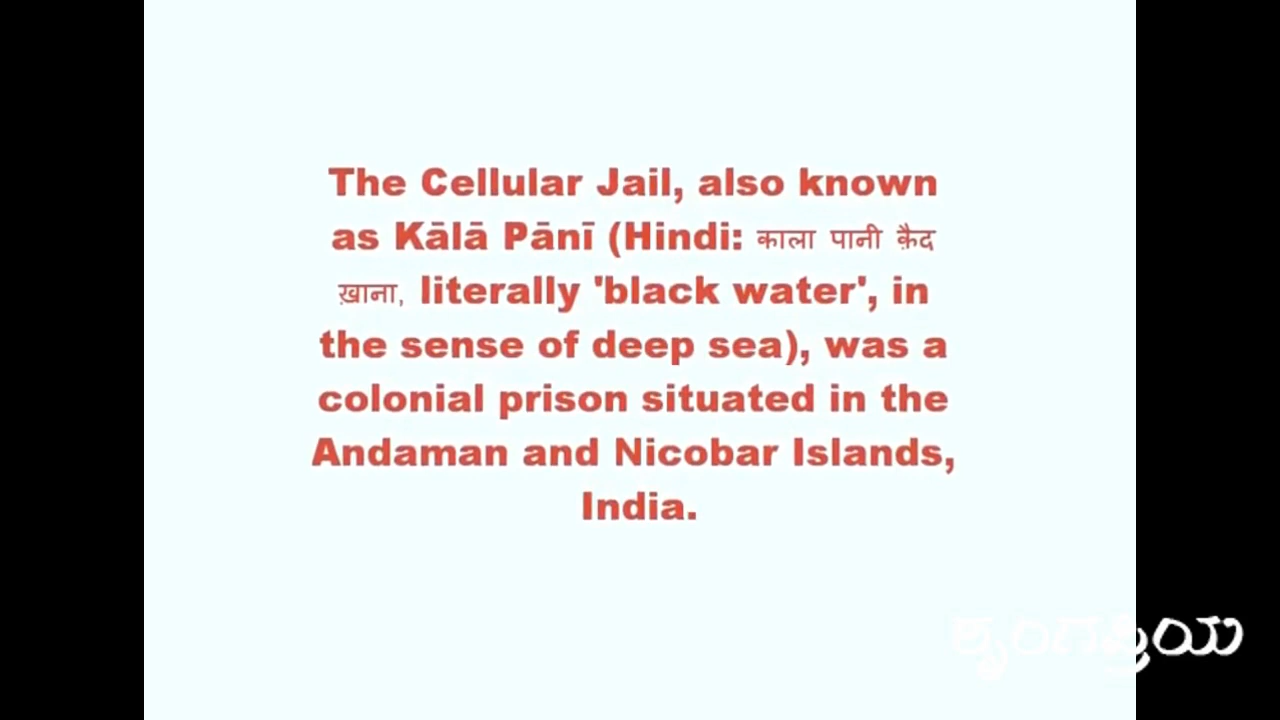 The Cellular Jail, also known
as Kālā Pānī (Hindi: काला पानी क़ैद
ख़ाना, literally 'black water', in
the sense of deep sea), was a
colonial prison situated in the
Andaman and Nicobar Islands,
India.
ಶೃಂಗಪ್ರಿಯ